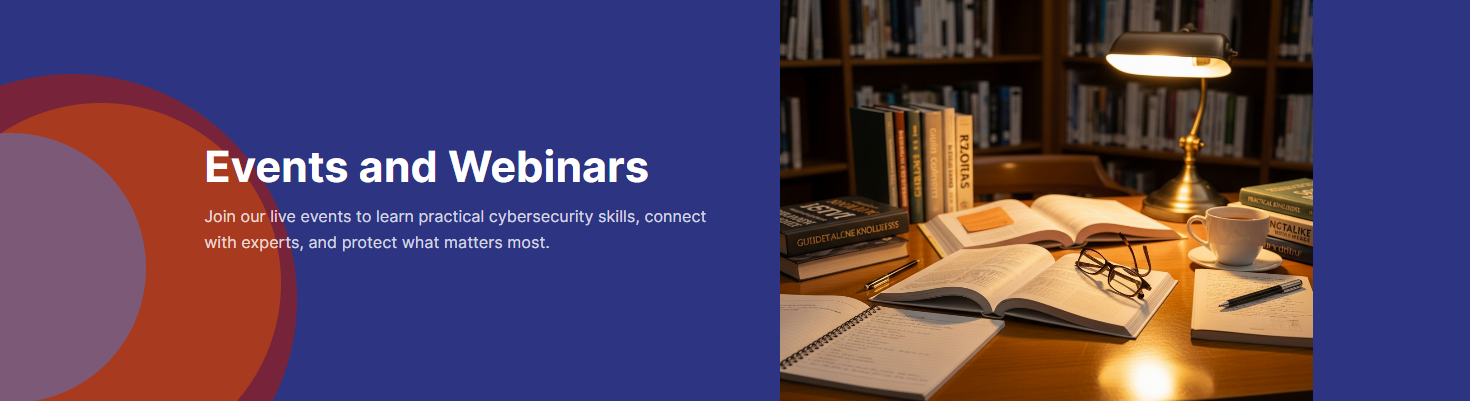 Events and Webinars
Join our live events to learn practical cybersecurity skills, connect
with experts, and protect what matters most.